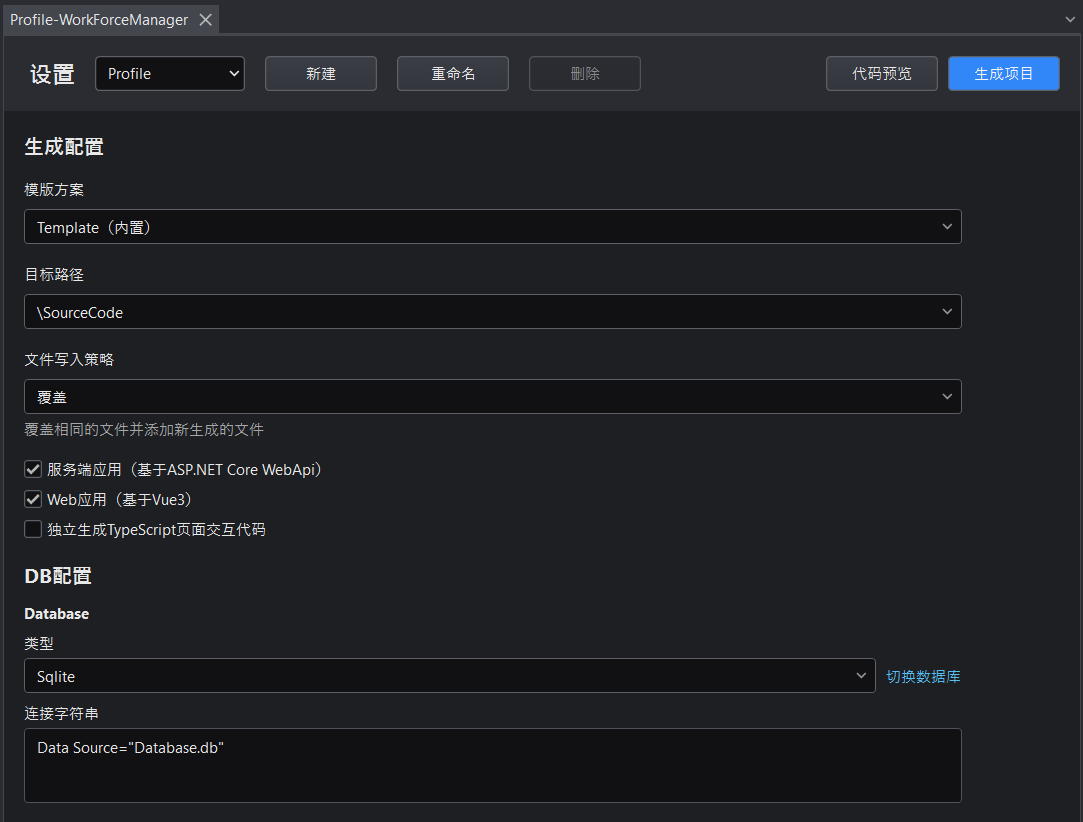 Profile-WorkForceManager
设置 Profile 新建 重命名 删除 代码预览 生成项目
生成配置
模版方案
Template（内置）
目标路径
\SourceCode
文件写入策略
覆盖
覆盖相同的文件并添加新生成的文件
服务端应用（基于ASP.NET Core WebApi）
Web应用（基于Vue3）
独立生成TypeScript页面交互代码
DB配置
Database
类型
Sqlite 切换数据库
连接字符串
Data Source="Database.db"